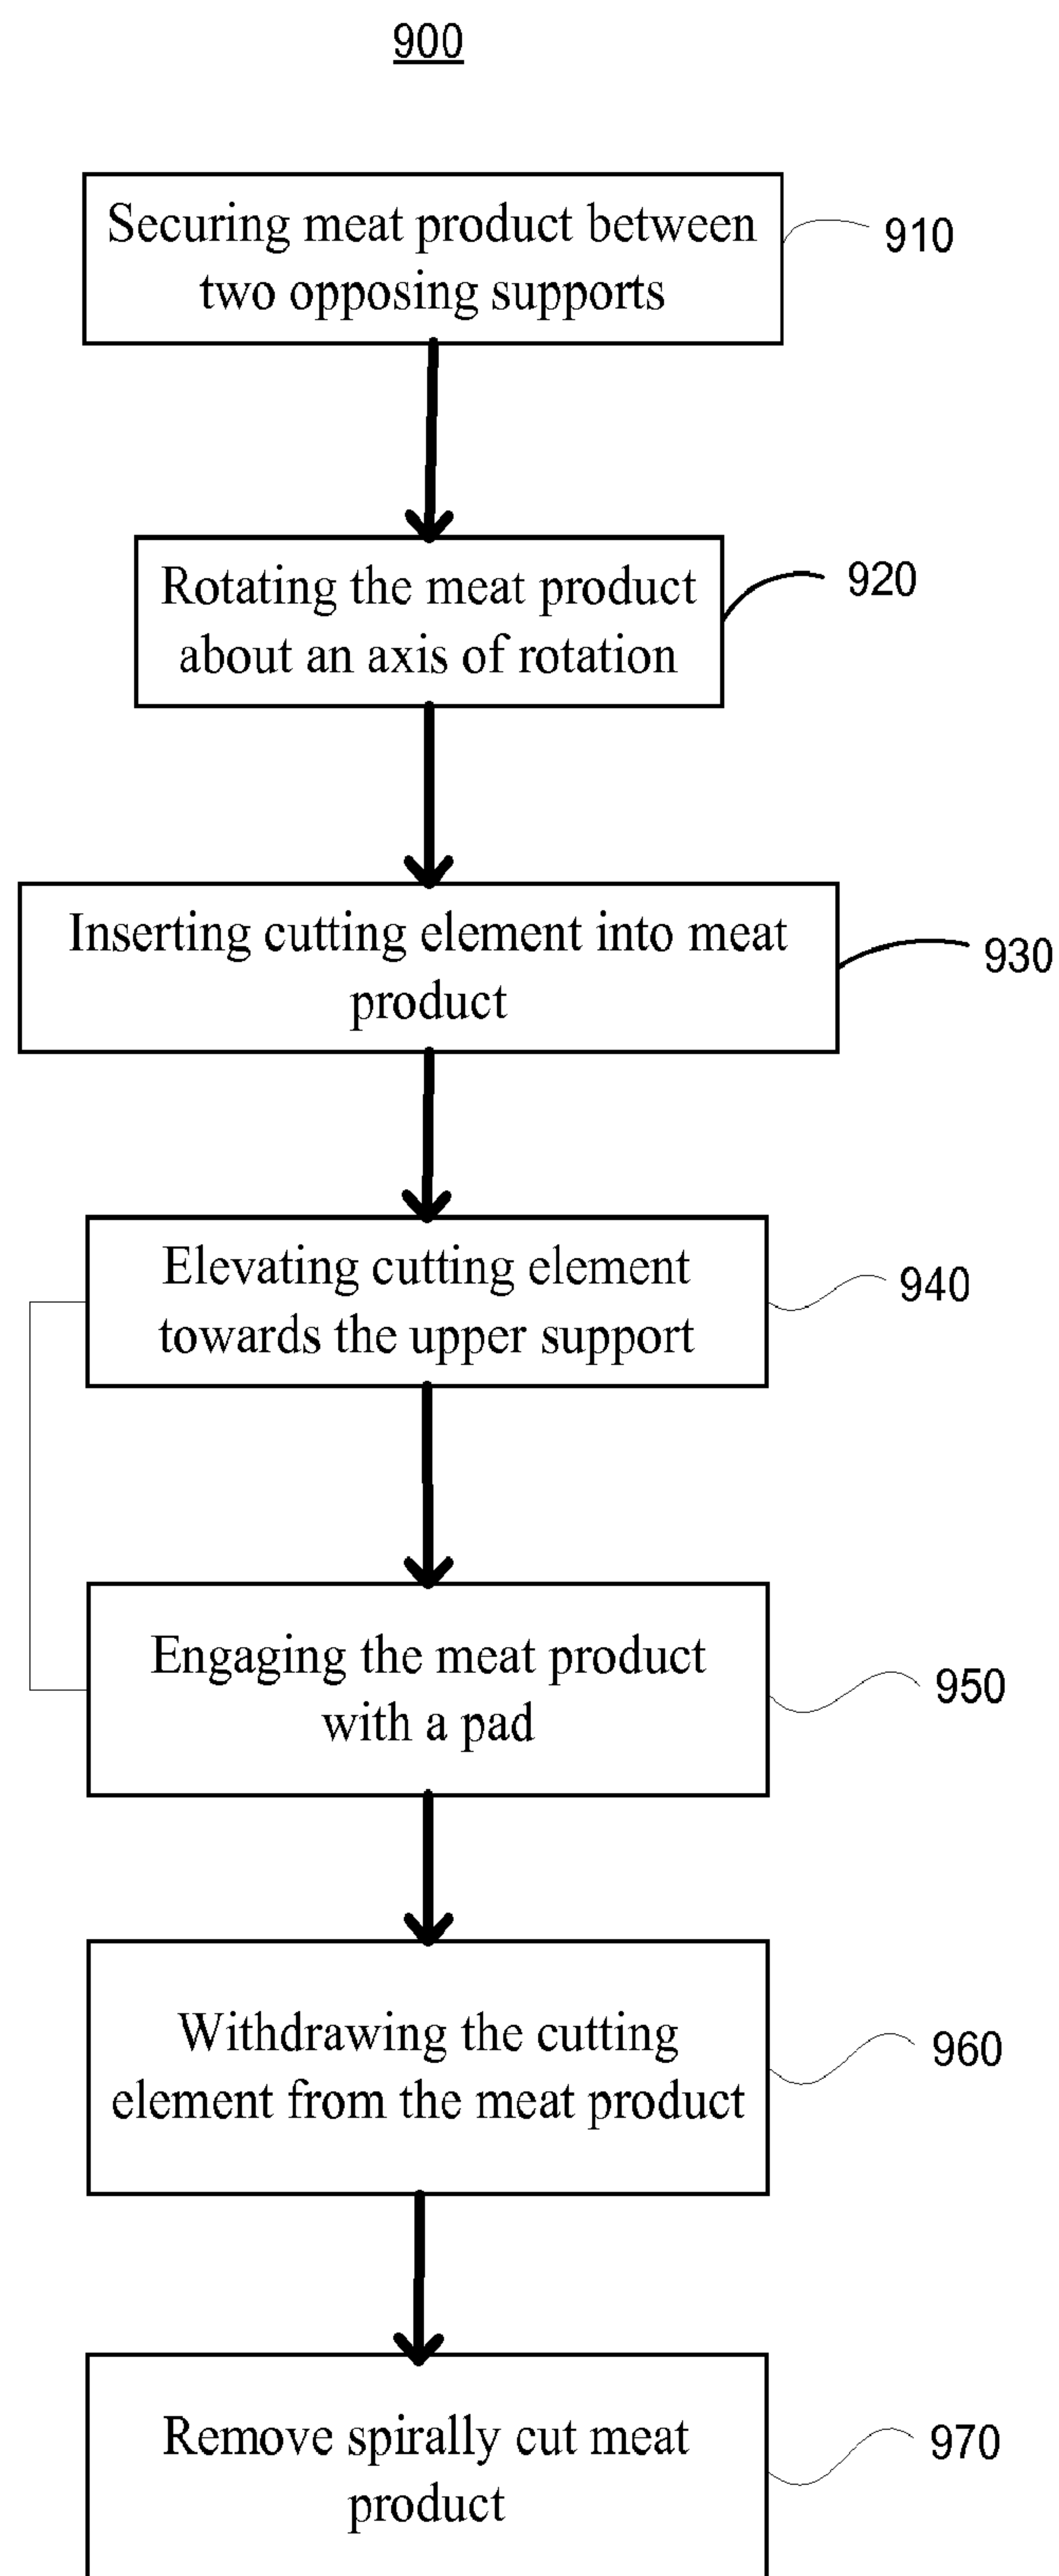 900
Securing meat product between
two opposing supports
910
Rotating the meat product
about an axis of rotation
920
Inserting cutting element into meat
product
930
Elevating cutting element
towards the upper support
940
Engaging the meat product
with a pad
950
Withdrawing the cutting
element from the meat product
960
Remove spirally cut meat
product
970